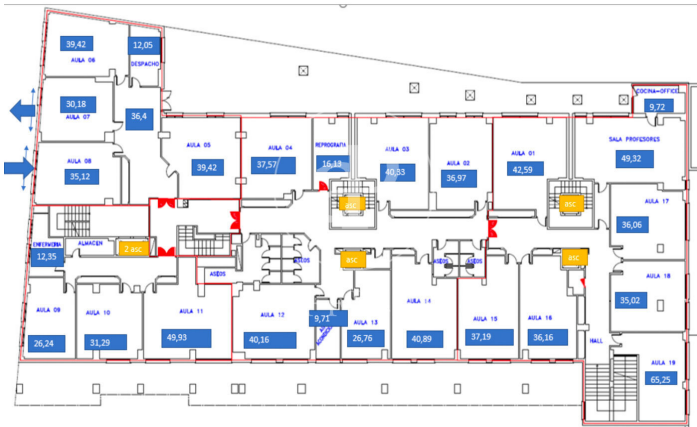 39,42
AULA 06
12,05
DESPACHO
COCINA-OFFICE
9,72
30,18
AULA 07
36,4
AULA 05
39,42
AULA 04
37,57
REPROGRAFIA
16,13
AULA 03
40,33
AULA 02
36,97
AULA 01
42,59
SALA PROFESORES
49,32
AULA 08
35,12
asc
asc
AULA 17
36,06
ENFERMERIA
12,35
ALMACEN
2 asc
ASEOS
ASEOS
asc
ASEOS
ASEOS
asc
AULA 18
35,02
AULA 09
26,24
AULA 10
31,29
AULA 11
49,93
AULA 12
40,16
9,71
AULA 13
26,76
AULA 14
40,89
AULA 15
37,19
AULA 16
36,16
HALL
AULA 19
65,25